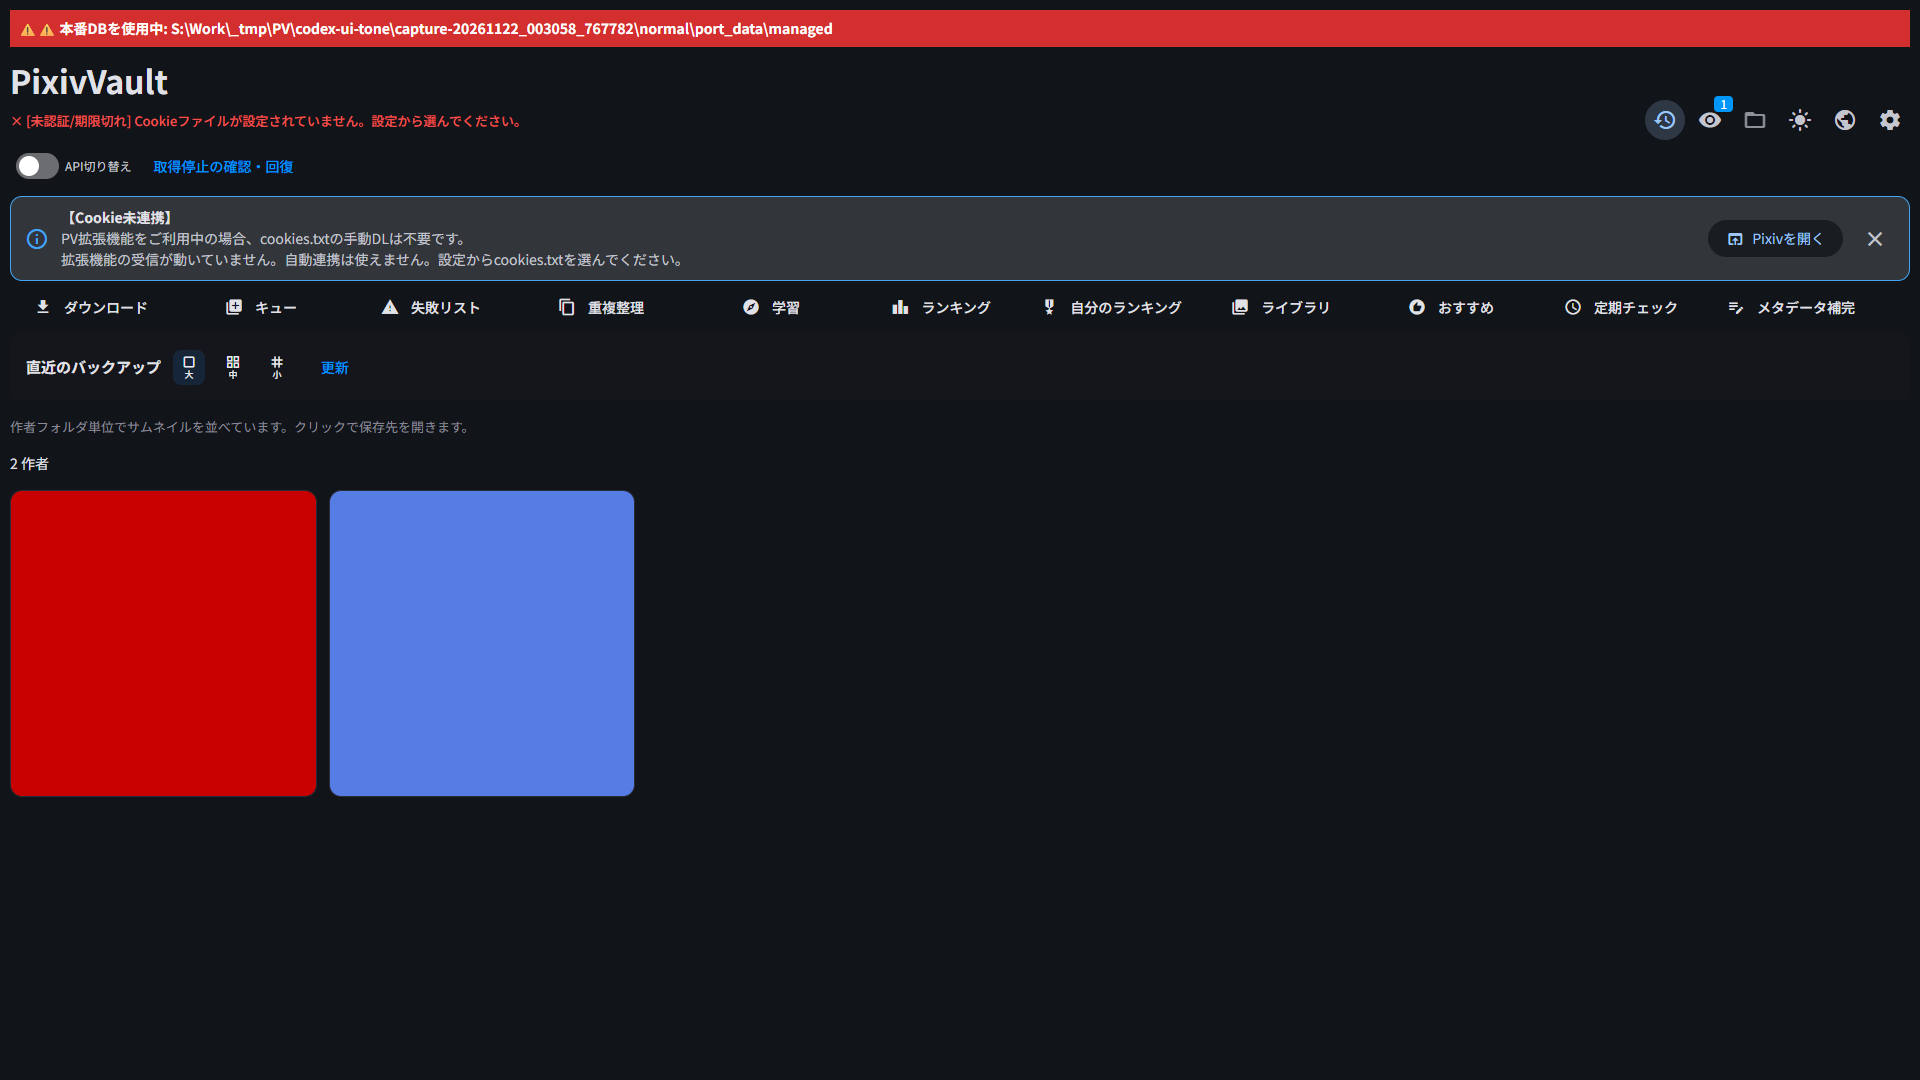 ⚠ ⚠ 本番DBを使用中: S:\Work\_tmp\PV\codex-ui-tone\capture-20261122_003058_767782\normal\port_data\managed
PixivVault
✕ [未認証/期限切れ] Cookieファイルが設定されていません。設定から選んでください。
1
API切り替え
取得停止の確認・回復
【Cookie未連携】
PV拡張機能をご利用中の場合、cookies.txtの手動DLは不要です。
拡張機能の受信が動いていません。自動連携は使えません。設定からcookies.txtを選んでください。
Pixivを開く
ダウンロード
キュー
失敗リスト
重複整理
学習
ランキング
自分のランキング
ライブラリ
おすすめ
定期チェック
メタデータ補完
直近のバックアップ
大
中
小
更新
作者フォルダ単位でサムネイルを並べています。クリックで保存先を開きます。
2 作者